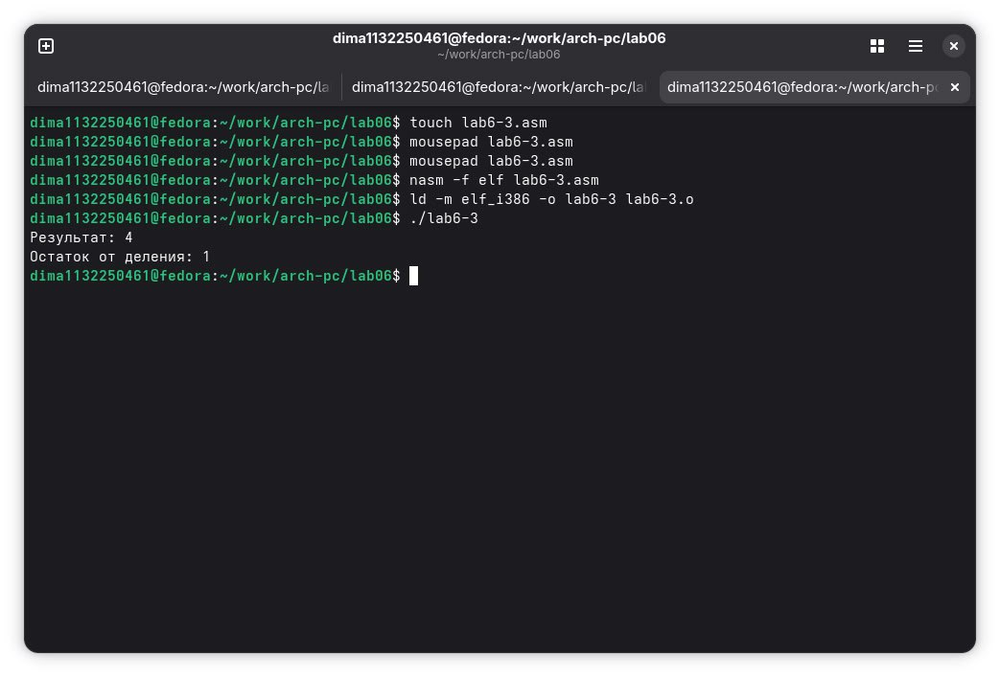 dima1132250461@fedora:~/work/arch-pc/lab06
~/work/arch-pc/lab06
dima1132250461@fedora:~/work/arch-pc/la dima1132250461@fedora:~/work/arch-pc/la dima1132250461@fedora:~/work/arch-pc
dima1132250461@fedora:~/work/arch-pc/lab06$ touch lab6-3.asm
dima1132250461@fedora:~/work/arch-pc/lab06$ mousepad lab6-3.asm
dima1132250461@fedora:~/work/arch-pc/lab06$ mousepad lab6-3.asm
dima1132250461@fedora:~/work/arch-pc/lab06$ nasm -f elf lab6-3.asm
dima1132250461@fedora:~/work/arch-pc/lab06$ ld -m elf_i386 -o lab6-3 lab6-3.o
dima1132250461@fedora:~/work/arch-pc/lab06$ ./lab6-3
Результат: 4
Остаток от деления: 1
dima1132250461@fedora:~/work/arch-pc/lab06$